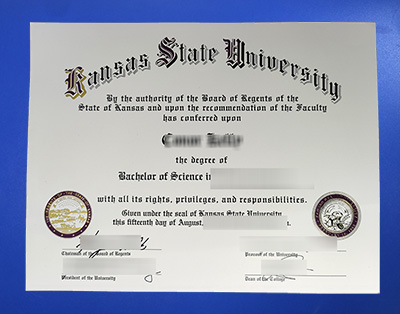 Kansas State University
By the authority of the Board of Regents of the
State of Kansas and upon the recommendation of the Faculty
has conferred upon
the degree of
Bachelor of Science in
with all its rights, privileges, and responsibilities.
Given under the seal of Kansas State University
this fifteenth day of August,
Chairman of the Board of Regents
Provost of the University
President of the University
Dean of the College